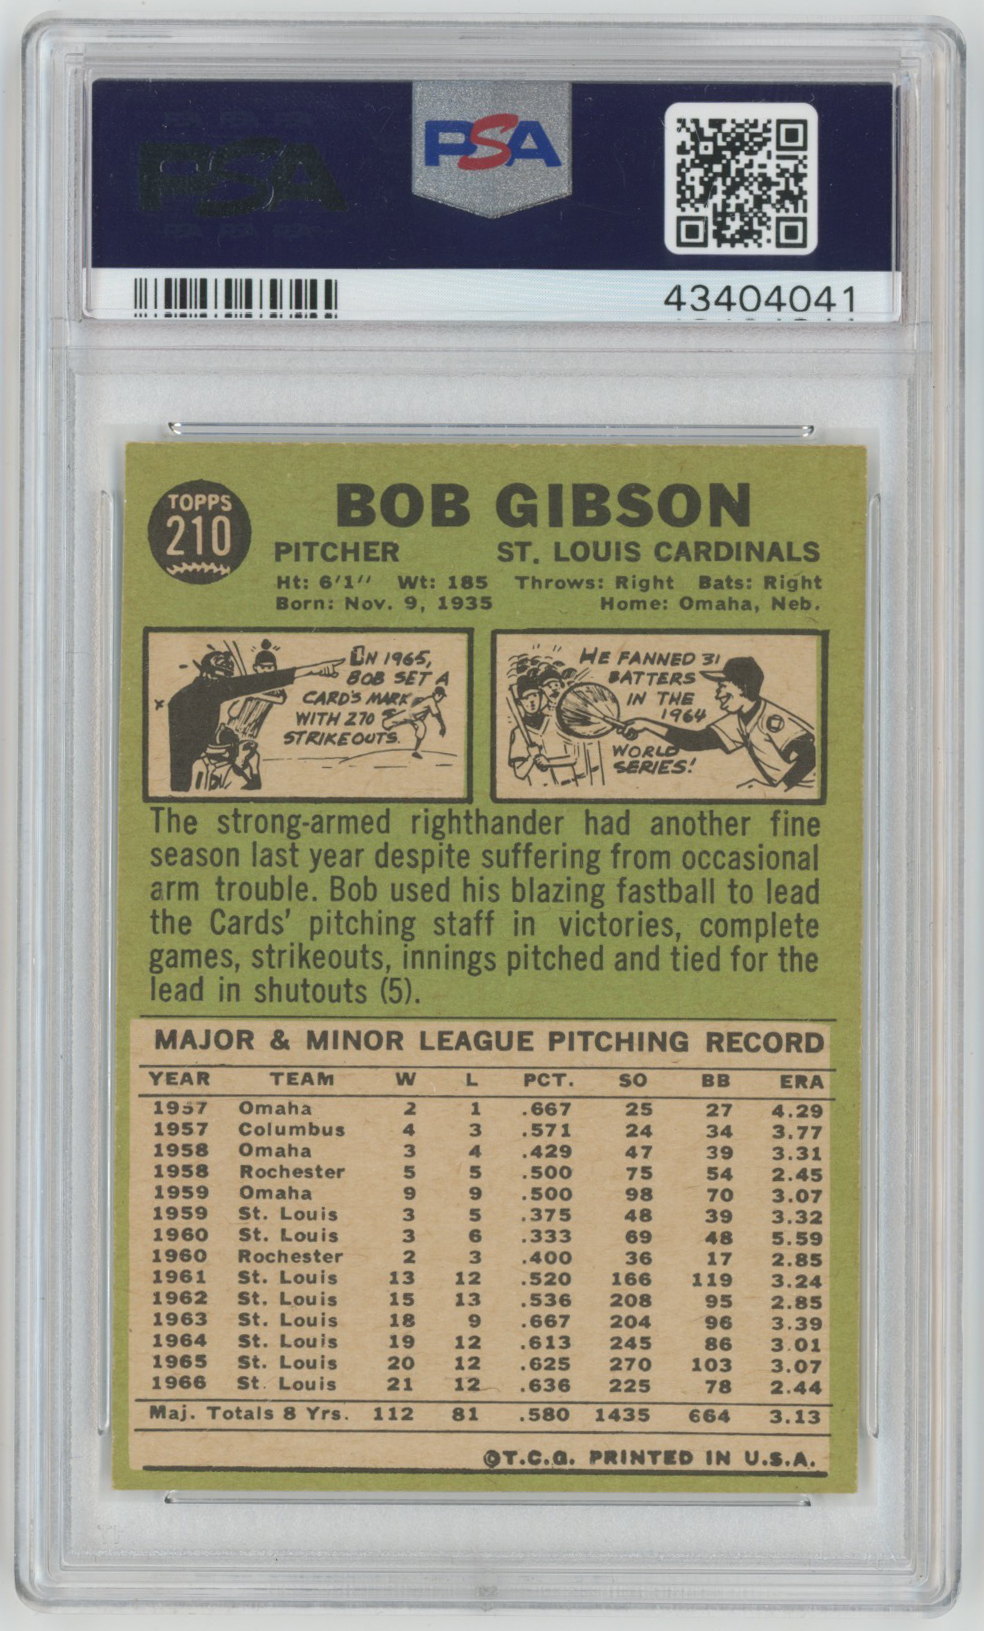 PSA
PSA
43404041
TOPPS
210
BOB GIBSON
PITCHER ST. LOUIS CARDINALS
Ht: 6'1" Wt: 185 Throws: Right Bats: Right
Born: Nov. 9, 1935 Home: Omaha, Neb.
IN 1965,
BOB SET A
CARD'S MARK
WITH 270
STRIKEOUTS.
HE FANNED 31
BATTERS
IN THE
1964
WORLD
SERIES!
The strong-armed righthander had another fine
season last year despite suffering from occasional
arm trouble. Bob used his blazing fastball to lead
the Cards' pitching staff in victories, complete
games, strikeouts, innings pitched and tied for the
lead in shutouts (5).
MAJOR & MINOR LEAGUE PITCHING RECORD
YEAR TEAM W L PCT. SO BB ERA
1957 Omaha 2 1 .667 25 27 4.29
1957 Columbus 4 3 .571 24 34 3.77
1958 Omaha 3 4 .429 47 39 3.31
1958 Rochester 5 5 .500 75 54 2.45
1959 Omaha 9 9 .500 98 70 3.07
1959 St. Louis 3 5 .375 48 39 3.32
1960 St. Louis 3 6 .333 69 48 5.59
1960 Rochester 2 3 .400 36 17 2.85
1961 St. Louis 13 12 .520 166 119 3.24
1962 St. Louis 15 13 .536 208 95 2.85
1963 St. Louis 18 9 .667 204 96 3.39
1964 St. Louis 19 12 .613 245 86 3.01
1965 St. Louis 20 12 .625 270 103 3.07
1966 St. Louis 21 12 .636 225 78 2.44
Maj. Totals 8 Yrs. 112 81 .580 1435 664 3.13
©T.C.G. PRINTED IN U.S.A.